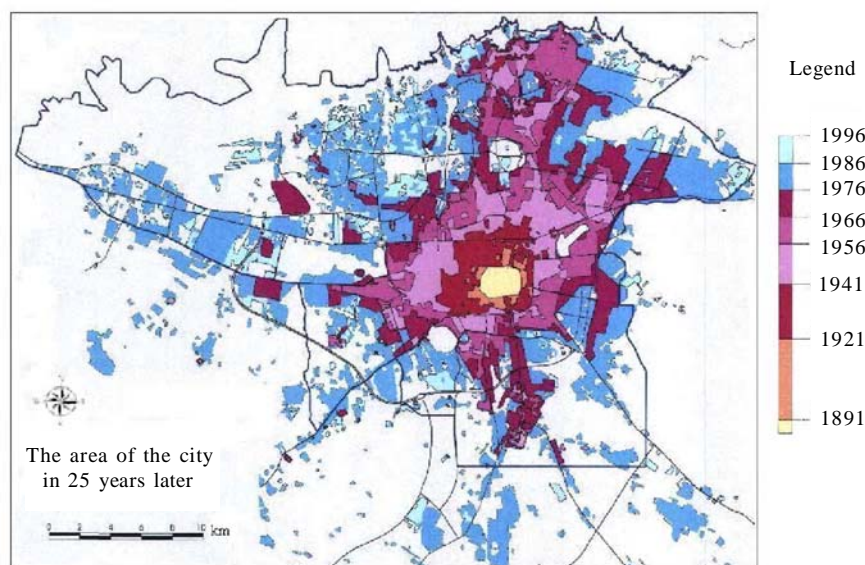 Legend
1996
1986
1976
1966
1956
1941
1921
1891
The area of the city
in 25 years later
0 2 4 6 8 10 km